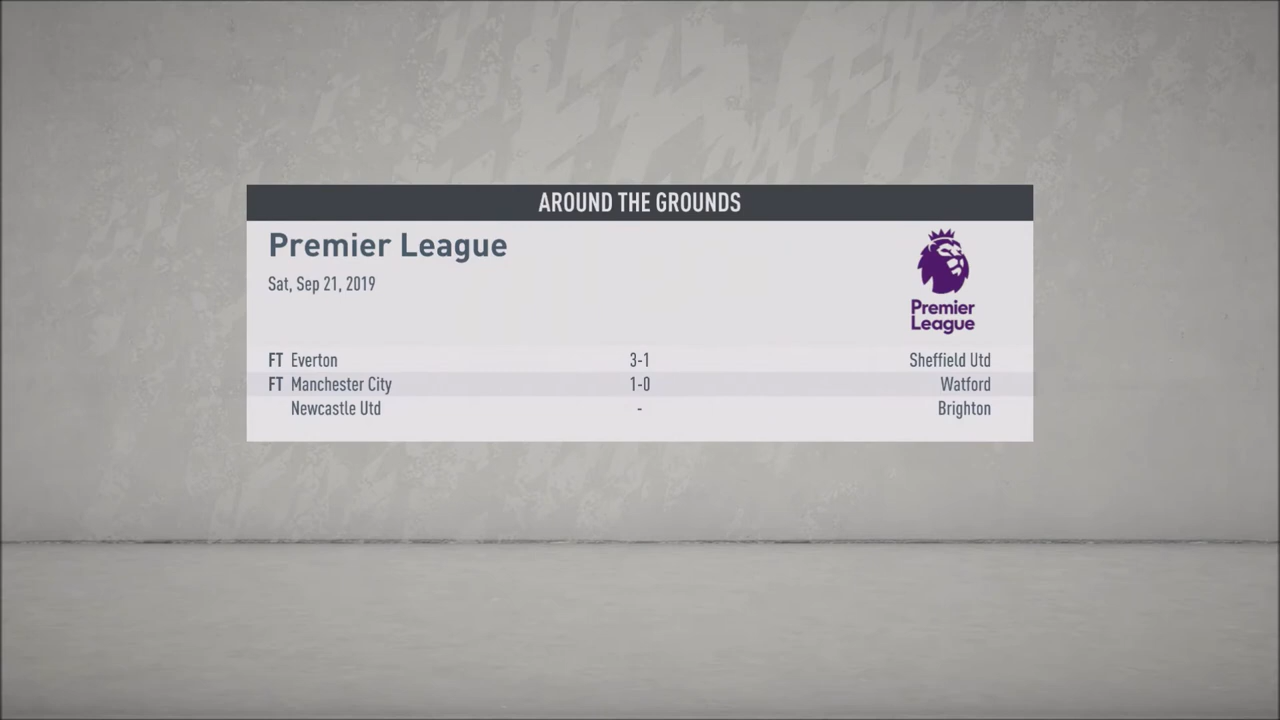 AROUND THE GROUNDS
Premier League
Sat, Sep 21, 2019
Premier
League
FT Everton 3-1 Sheffield Utd
FT Manchester City 1-0 Watford
Newcastle Utd - Brighton